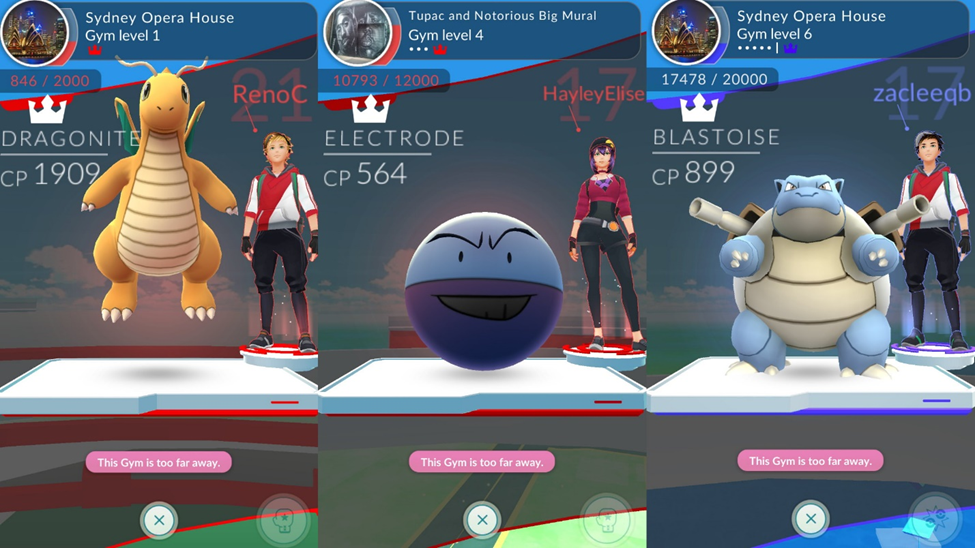 Sydney Opera House
Gym level 1
846 / 2000
21
RenoC
DRAGONITE
CP 1909
This Gym is too far away.
Tupac and Notorious Big Mural
Gym level 4
10793 / 12000
17
HayleyElise
ELECTRODE
CP 564
This Gym is too far away.
Sydney Opera House
Gym level 6
17478 / 20000
17
zacleeqb
BLASTOISE
CP 899
This Gym is too far away.